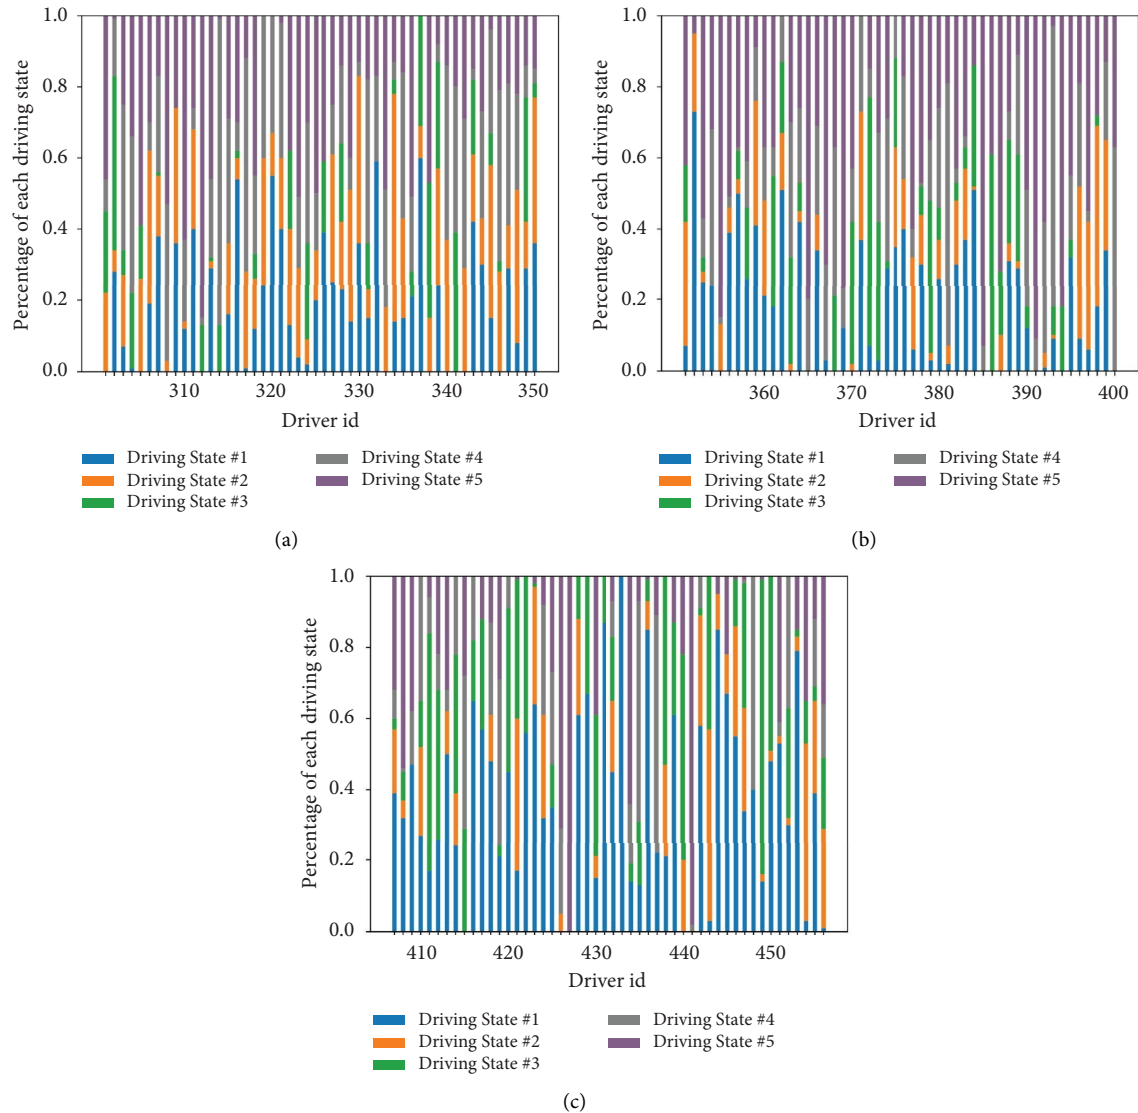 Percentage of each driving state
1.0
0.8
0.6
0.4
0.2
0.0
310 320 330 340 350
Driver id
Driving State #1 Driving State #4
Driving State #2 Driving State #5
Driving State #3
(a)
Percentage of each driving state
1.0
0.8
0.6
0.4
0.2
0.0
360 370 380 390 400
Driver id
Driving State #1 Driving State #4
Driving State #2 Driving State #5
Driving State #3
(b)
Percentage of each driving state
1.0
0.8
0.6
0.4
0.2
0.0
410 420 430 440 450
Driver id
Driving State #1 Driving State #4
Driving State #2 Driving State #5
Driving State #3
(c)